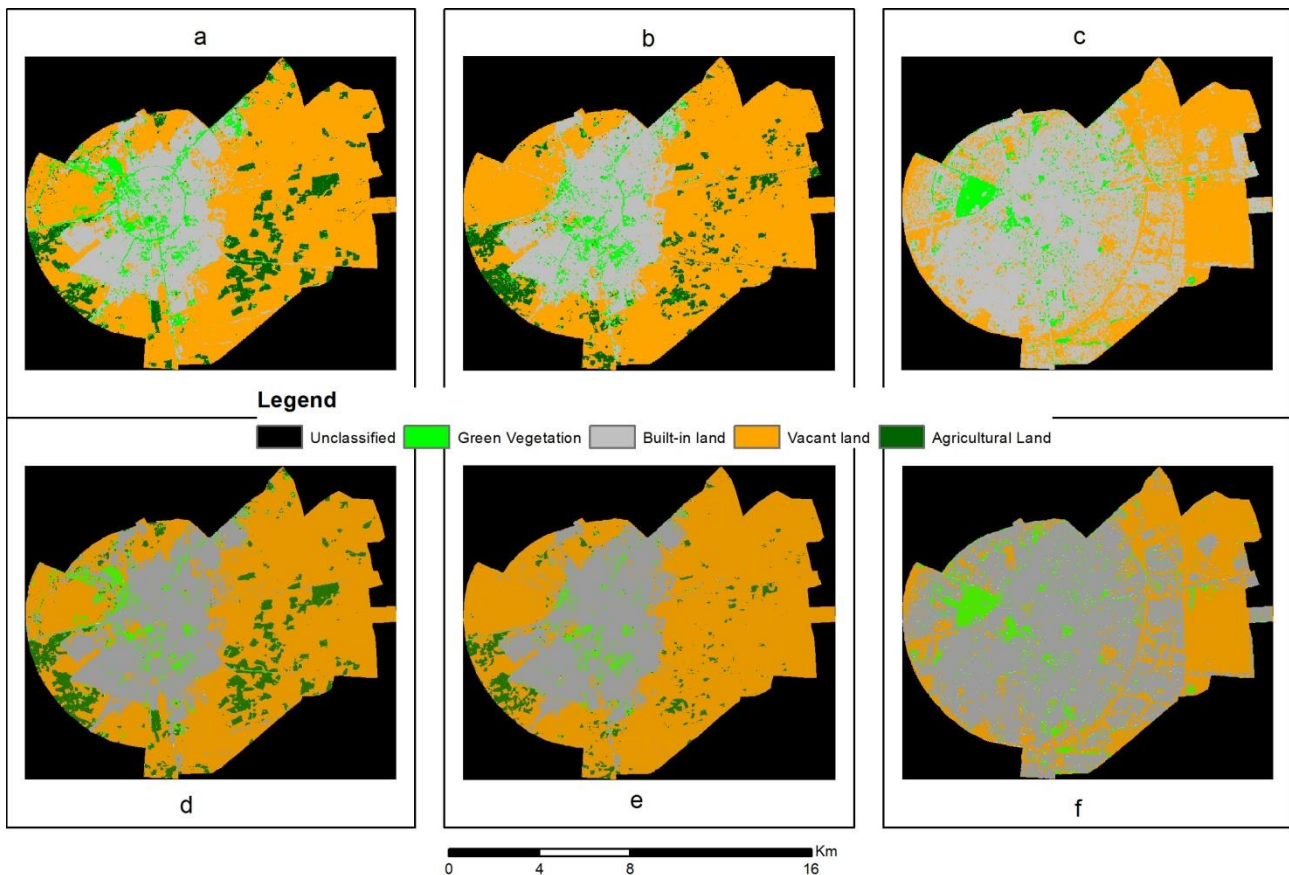 a
b
c
Legend
Unclassified Green Vegetation Built-in land Vacant land Agricultural Land
d
e
f
Km
0 4 8 16